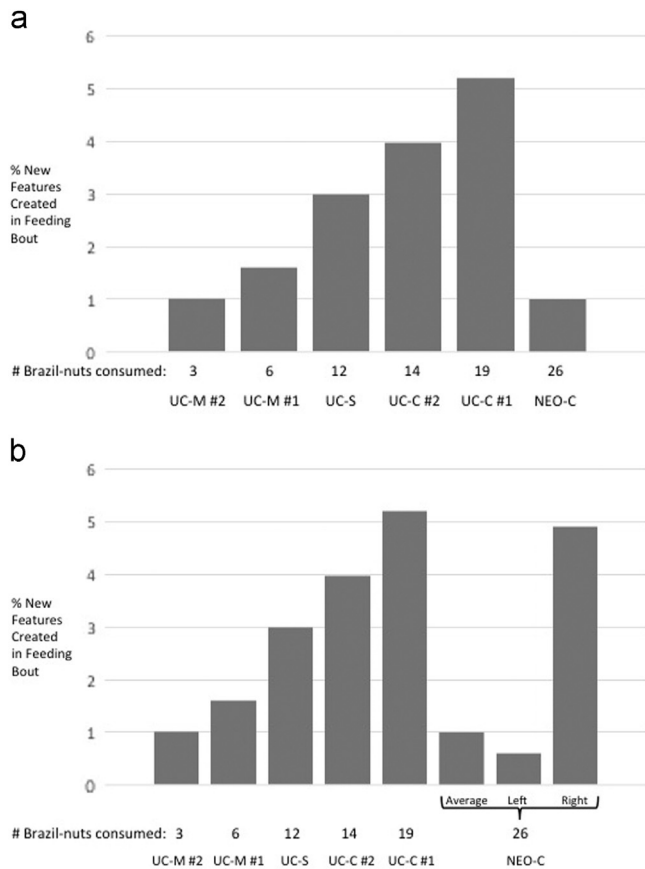 a
6
5
4
3
2
1
0
% New
Features
Created
in Feeding
Bout
# Brazil-nuts consumed: 3 6 12 14 19 26
UC-M #2 UC-M #1 UC-S UC-C #2 UC-C #1 NEO-C
b
6
5
4
3
2
1
0
% New
Features
Created
in Feeding
Bout
Average Left Right
# Brazil-nuts consumed: 3 6 12 14 19 26
UC-M #2 UC-M #1 UC-S UC-C #2 UC-C #1 NEO-C